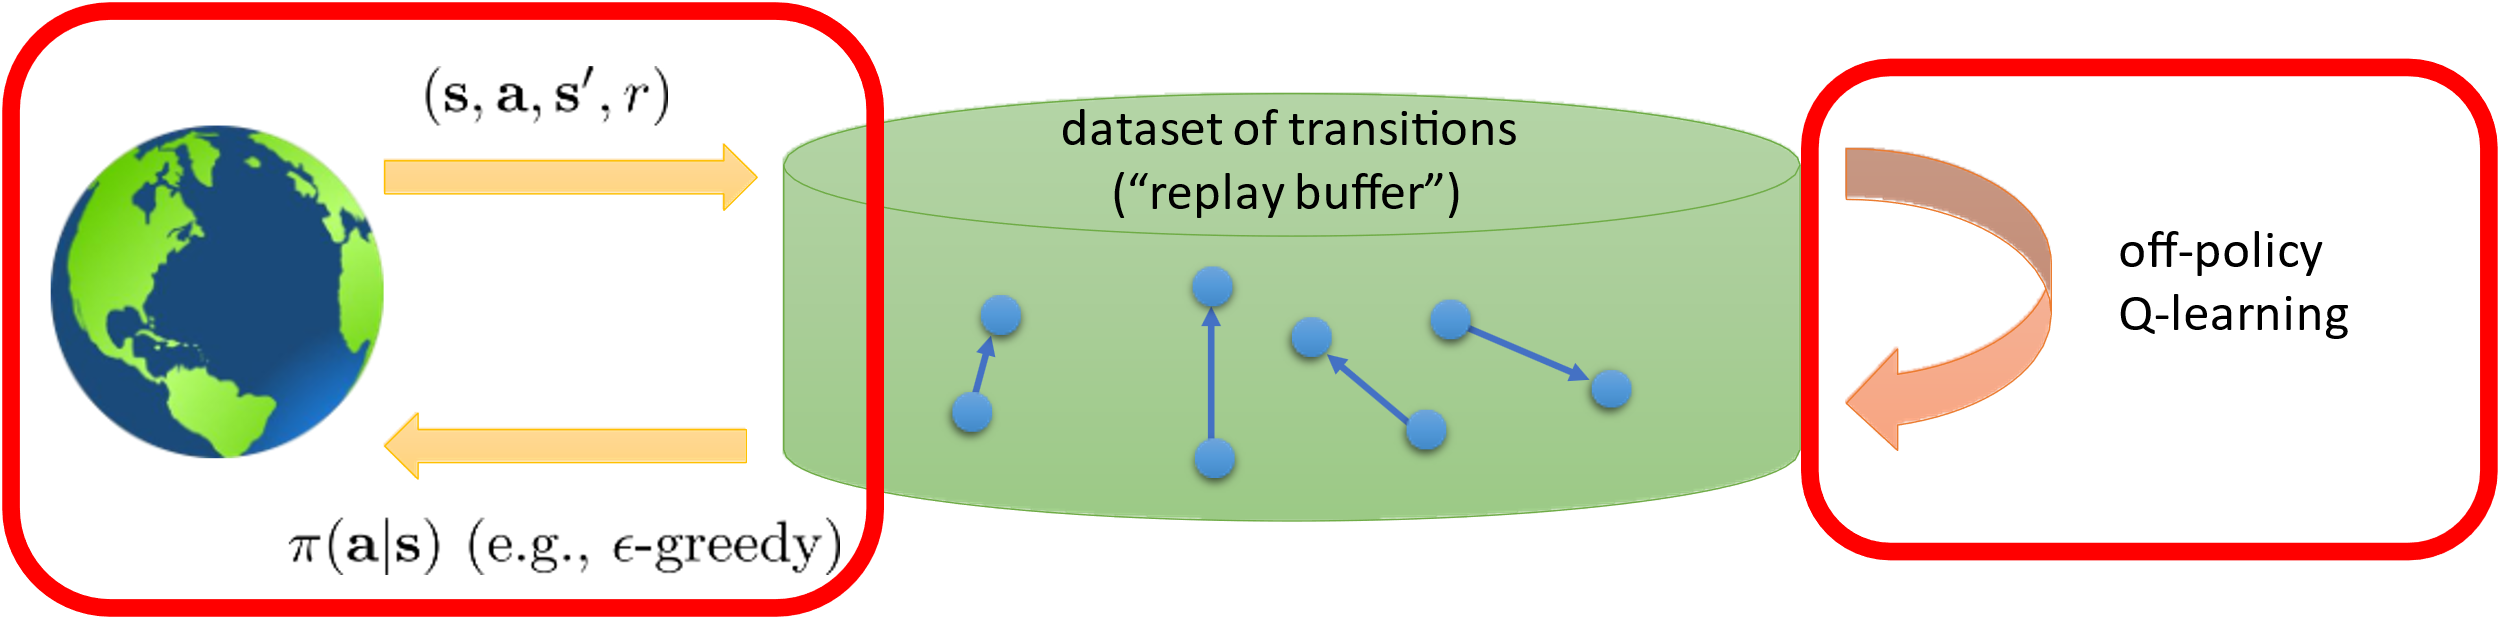 (s, a, s′, r)
π(a|s) (e.g., ϵ-greedy)
dataset of transitions
(“replay buffer”)
off-policy
Q-learning